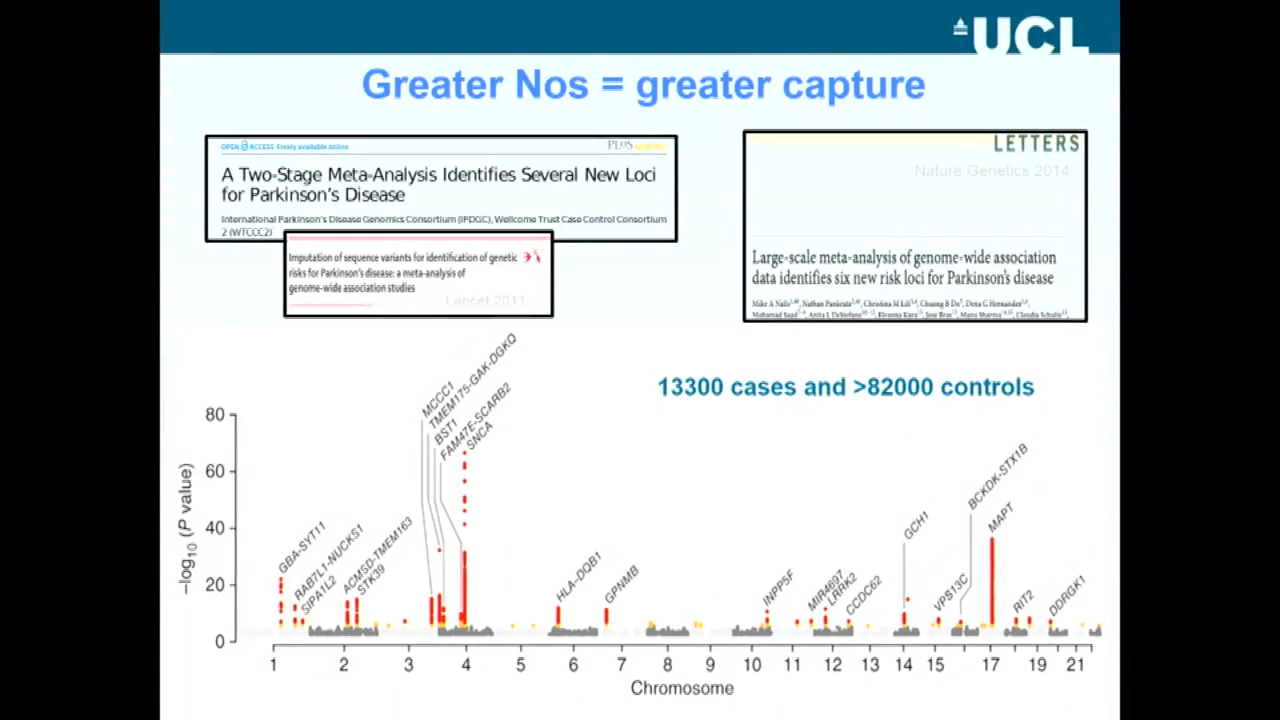 UCL
Greater Nos = greater capture
OPEN ACCESS Freely available online
PLOS
A Two-Stage Meta-Analysis Identifies Several New Loci
for Parkinson's Disease
International Parkinson's Disease Genomics Consortium (IPDGC), Wellcome Trust Case Control Consortium
2 (WTCCC2)
Imputation of sequence variants for identification of genetic
risks for Parkinson's disease: a meta-analysis of
genome-wide association studies
Lancet 2011
LETTERS
Nature Genetics 2014
Large-scale meta-analysis of genome-wide association
data identifies six new risk loci for Parkinson's disease
13300 cases and >82000 controls
–log10 (P value)
80
60
40
20
0
GBA-SYT11
RAB7L1-NUCKS1
SIPA1L2
ACMSD-TMEM163
STK39
MCCC1
TMEM175-GAK-DGKQ
BST1
FAM47E-SCARB2
SNCA
HLA-DQB1
GPNMB
INPP5F
MIR4697
LRRK2
CCDC62
GCH1
VPS13C
BCKDK-STX1B
MAPT
RIT2
DDRGK1
1 2 3 4 5 6 7 8 9 10 11 12 13 14 15 17 19 21
Chromosome